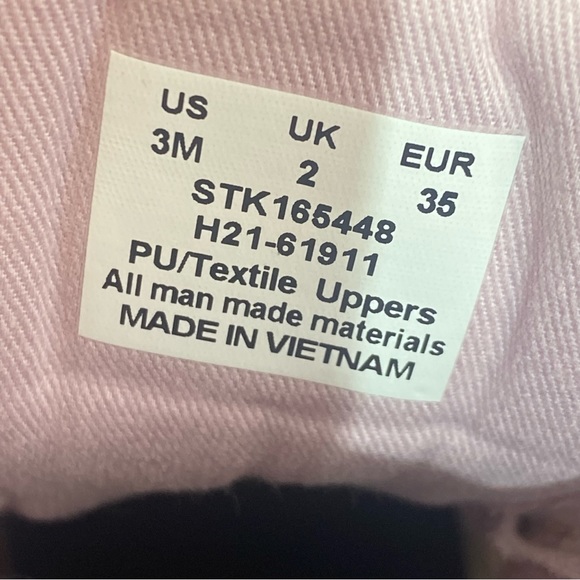 US UK EUR
3M 2 35
STK165448
H21-61911
PU/Textile Uppers
All man made materials
MADE IN VIETNAM